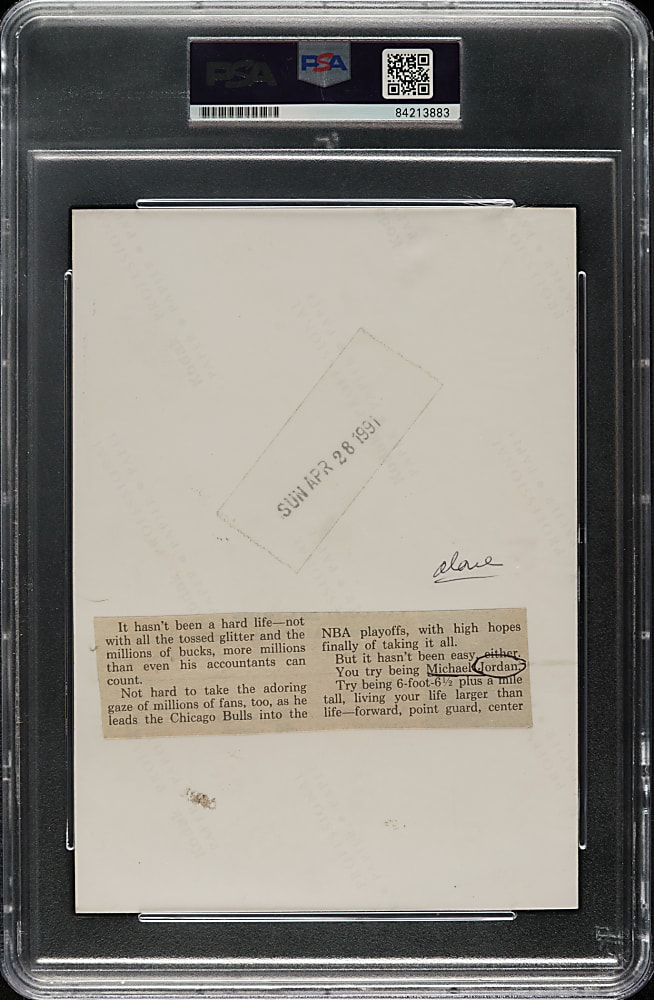 PSA
PSA
84213883
SUN APR 28 1991
alone
It hasn't been a hard life—not
with all the tossed glitter and the
millions of bucks, more millions
than even his accountants can
count.
Not hard to take the adoring
gaze of millions of fans, too, as he
leads the Chicago Bulls into the
NBA playoffs, with high hopes
finally of taking it all.
But it hasn't been easy, either.
You try being Michael Jordan.
Try being 6-foot-6½ plus a mile
tall, living your life larger than
life—forward, point guard, center